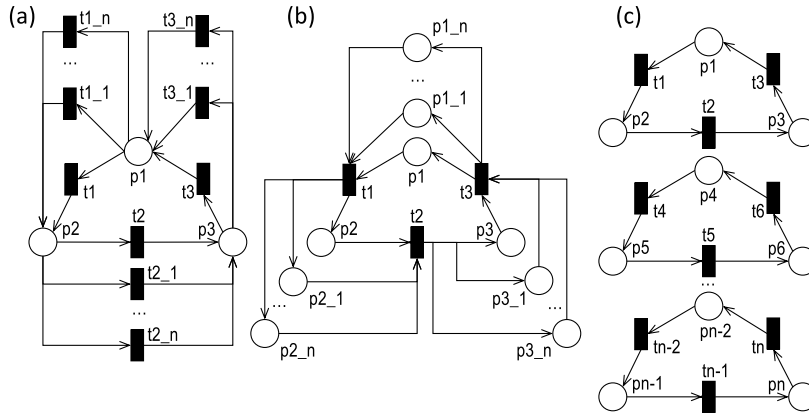 (a)
t1_n
t3_n
...
...
t1_1
t3_1
...
p1
t1
t3
p2
t2
p3
t2_1
...
t2_n
(b)
p1_n
...
p1_1
t1
p1
t3
p2
t2
p3
p2_1
p3_1
...
...
p2_n
p3_n
(c)
p1
t1
t3
p2
t2
p3
p4
t4
t6
p5
t5
p6
...
pn-2
tn-2
tn
pn-1
tn-1
pn